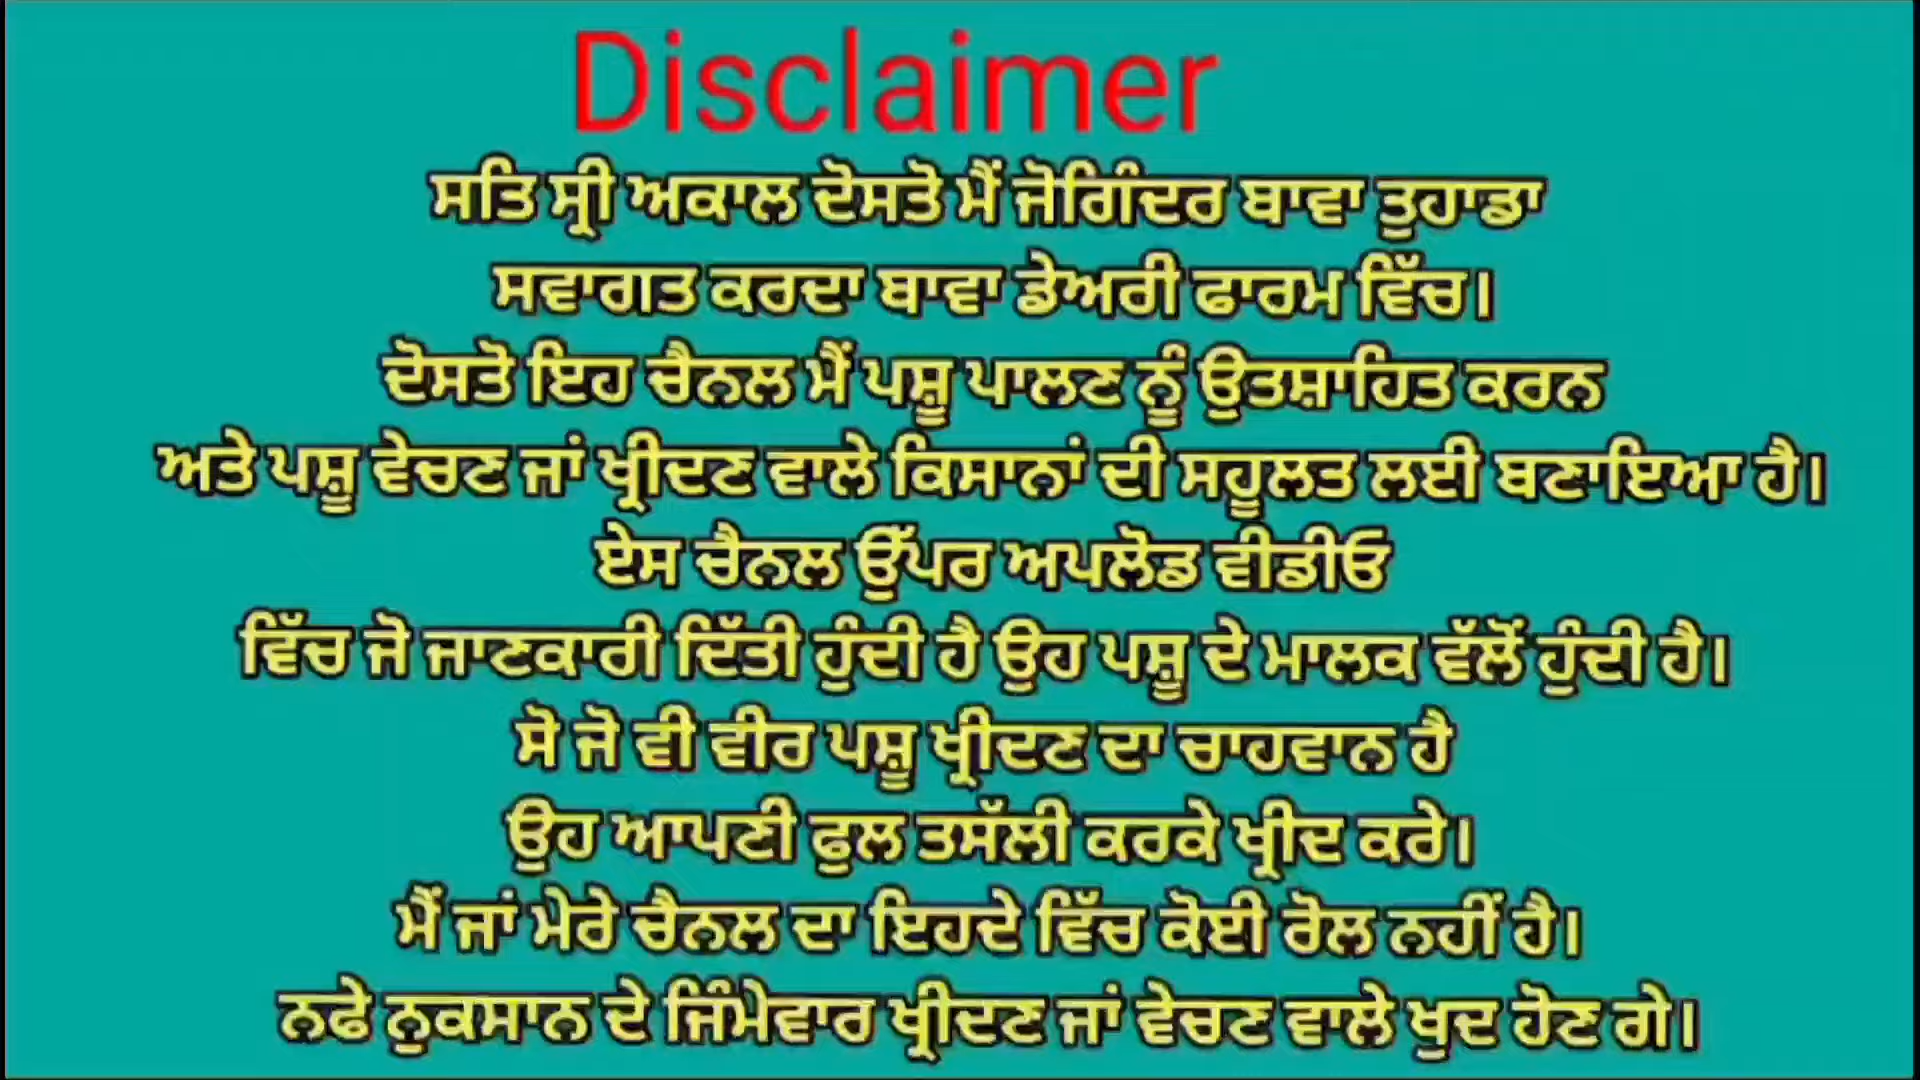 Disclaimer
ਸਤਿ ਸ੍ਰੀ ਅਕਾਲ ਦੋਸਤੋ ਮੈਂ ਜੋਗਿੰਦਰ ਬਾਵਾ ਤੁਹਾਡਾ
ਸਵਾਗਤ ਕਰਦਾ ਬਾਵਾ ਡੇਅਰੀ ਫਾਰਮ ਵਿੱਚ।
ਦੋਸਤੋ ਇਹ ਚੈਨਲ ਮੈਂ ਪਸ਼ੂ ਪਾਲਣ ਨੂੰ ਉਤਸ਼ਾਹਿਤ ਕਰਨ
ਅਤੇ ਪਸ਼ੂ ਵੇਚਣ ਜਾਂ ਖ੍ਰੀਦਣ ਵਾਲੇ ਕਿਸਾਨਾਂ ਦੀ ਸਹੂਲਤ ਲਈ ਬਣਾਇਆ ਹੈ।
ਏਸ ਚੈਨਲ ਉੱਪਰ ਅਪਲੋਡ ਵੀਡੀਓ
ਵਿੱਚ ਜੋ ਜਾਣਕਾਰੀ ਦਿੱਤੀ ਹੁੰਦੀ ਹੈ ਉਹ ਪਸ਼ੂ ਦੇ ਮਾਲਕ ਵੱਲੋਂ ਹੁੰਦੀ ਹੈ।
ਸੋ ਜੋ ਵੀ ਵੀਰ ਪਸ਼ੂ ਖ੍ਰੀਦਣ ਦਾ ਚਾਹਵਾਨ ਹੈ
ਉਹ ਆਪਣੀ ਫੁਲ ਤਸੱਲੀ ਕਰਕੇ ਖ੍ਰੀਦ ਕਰੇ।
ਮੈਂ ਜਾਂ ਮੇਰੇ ਚੈਨਲ ਦਾ ਇਹਦੇ ਵਿੱਚ ਕੋਈ ਰੋਲ ਨਹੀਂ ਹੈ।
ਨਫੇ ਨੁਕਸਾਨ ਦੇ ਜਿੰਮੇਵਾਰ ਖ੍ਰੀਦਣ ਜਾਂ ਵੇਚਣ ਵਾਲੇ ਖੁਦ ਹੋਣ ਗੇ।